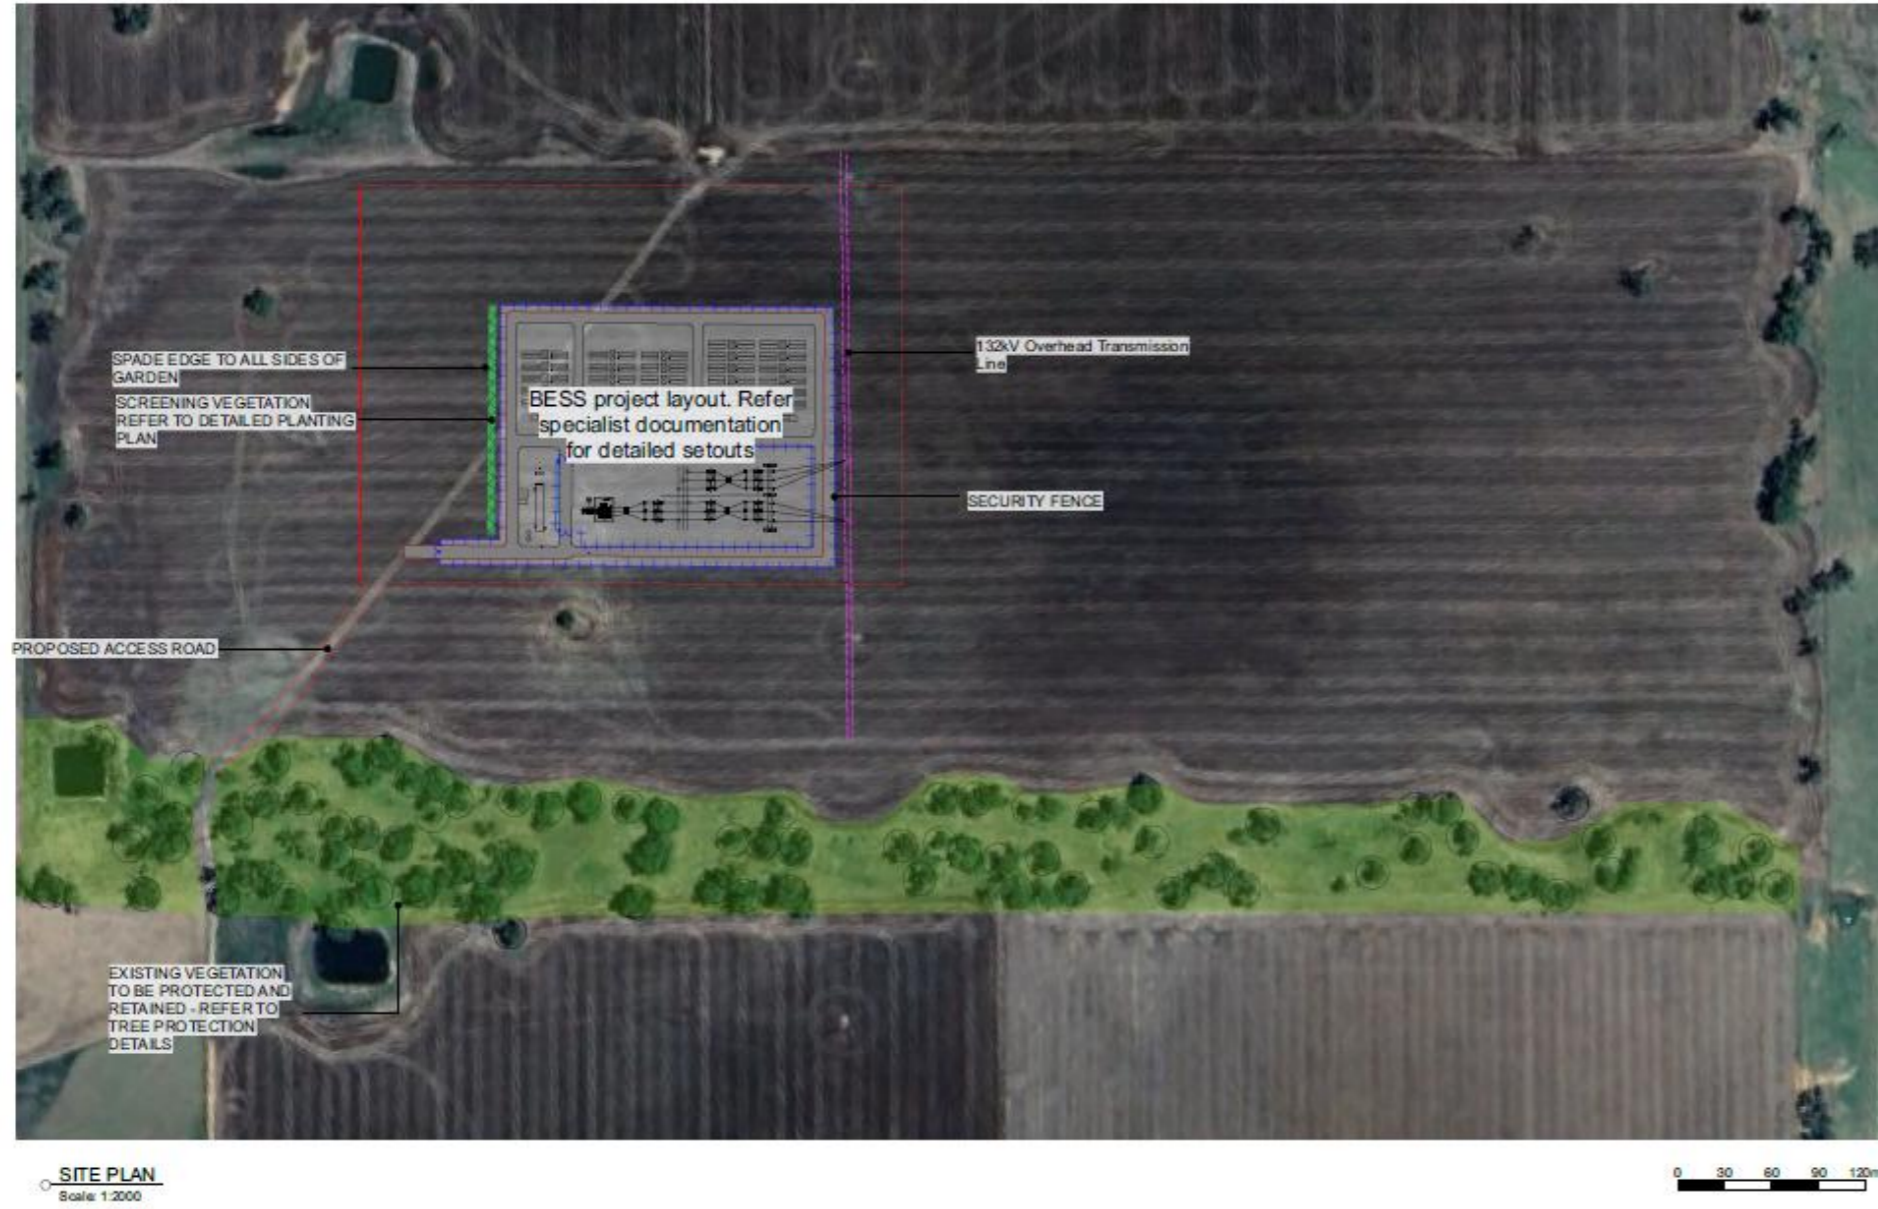 SPADE EDGE TO ALL SIDES OF
GARDEN
SCREENING VEGETATION
REFER TO DETAILED PLANTING
PLAN
BESS project layout. Refer
specialist documentation
for detailed setouts
132kV Overhead Transmission
Line
SECURITY FENCE
PROPOSED ACCESS ROAD
EXISTING VEGETATION
TO BE PROTECTED AND
RETAINED - REFER TO
TREE PROTECTION
DETAILS
SITE PLAN
Scale: 1:2000
0 30 60 90 120m